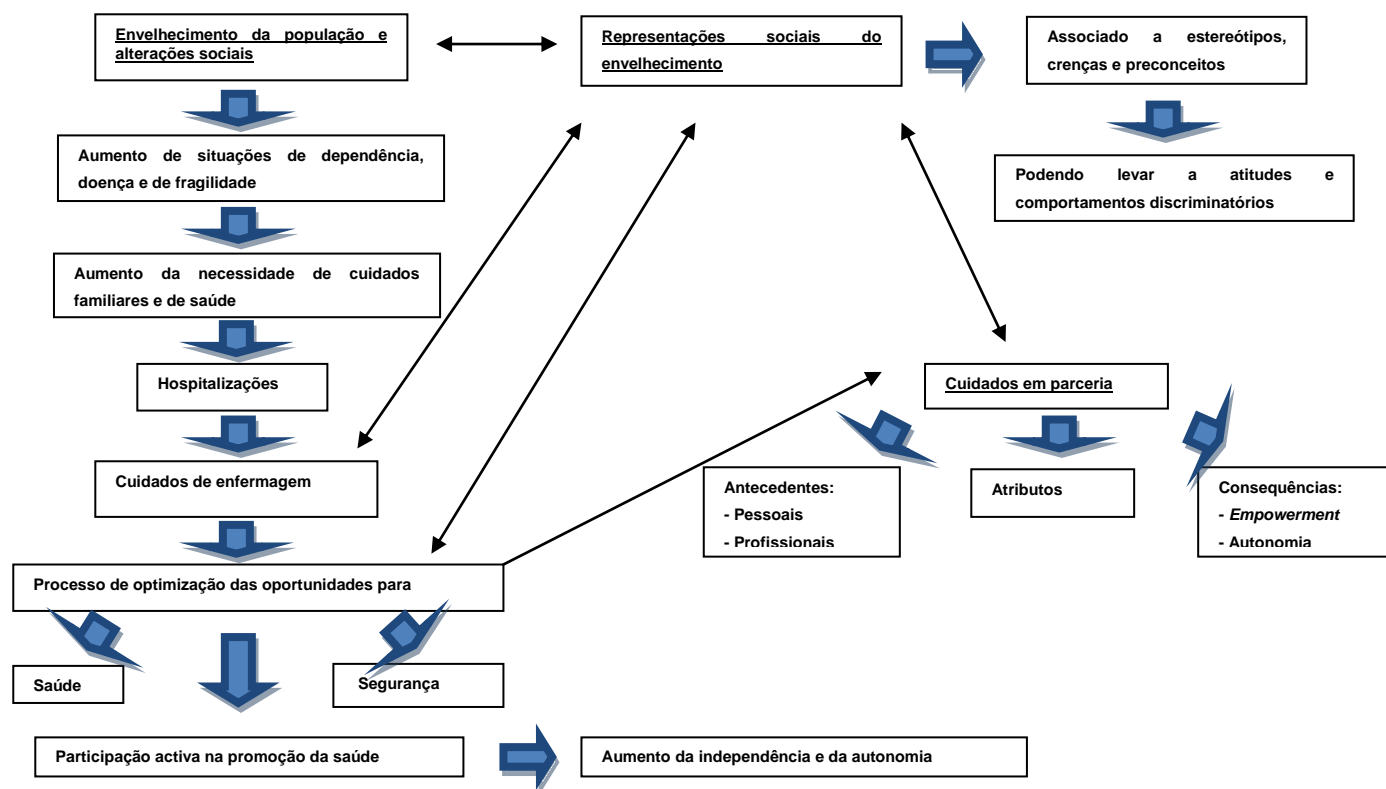 Envelhecimento da população e
alterações sociais
Representações sociais do
envelhecimento
Associado a estereótipos,
crenças e preconceitos
Aumento de situações de dependência,
doença e de fragilidade
Podendo levar a atitudes e
comportamentos discriminatórios
Aumento da necessidade de cuidados
familiares e de saúde
Hospitalizações
Cuidados em parceria
Cuidados de enfermagem
Antecedentes:
- Pessoais
- Profissionais
Atributos
Consequências:
- Empowerment
- Autonomia
Processo de optimização das oportunidades para
Saúde
Segurança
Participação activa na promoção da saúde
Aumento da independência e da autonomia